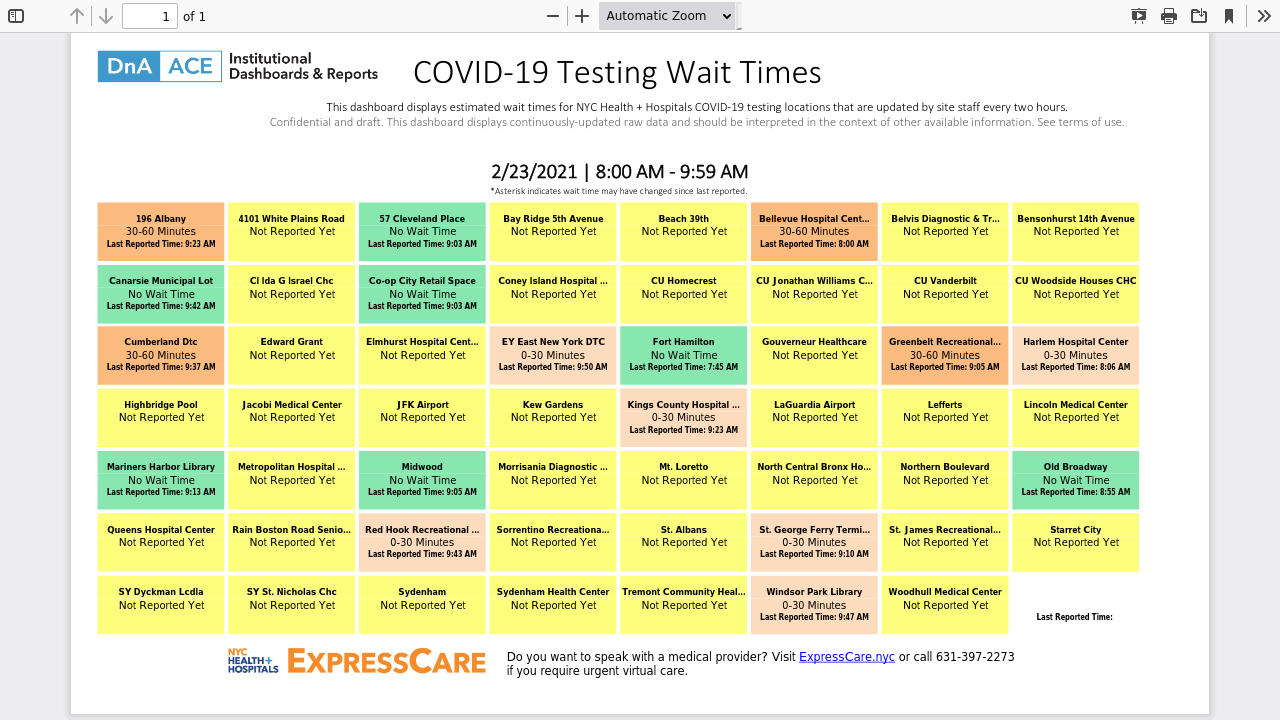 1 of 1
Automatic Zoom
DnA ACE Institutional
Dashboards & Reports
COVID-19 Testing Wait Times
This dashboard displays estimated wait times for NYC Health + Hospitals COVID-19 testing locations that are updated by site staff every two hours.
Confidential and draft. This dashboard displays continuously-updated raw data and should be interpreted in the context of other available information. See terms of use.
2/23/2021 | 8:00 AM - 9:59 AM
*Asterisk indicates wait time may have changed since last reported.
196 Albany
30-60 Minutes
Last Reported Time: 9:23 AM
4101 White Plains Road
Not Reported Yet
57 Cleveland Place
No Wait Time
Last Reported Time: 9:03 AM
Bay Ridge 5th Avenue
Not Reported Yet
Beach 39th
Not Reported Yet
Bellevue Hospital Cent...
30-60 Minutes
Last Reported Time: 8:00 AM
Belvis Diagnostic & Tr...
Not Reported Yet
Bensonhurst 14th Avenue
Not Reported Yet
Canarsie Municipal Lot
No Wait Time
Last Reported Time: 9:42 AM
CI Ida G Israel Chc
Not Reported Yet
Co-op City Retail Space
No Wait Time
Last Reported Time: 9:03 AM
Coney Island Hospital ...
Not Reported Yet
CU Homecrest
Not Reported Yet
CU Jonathan Williams C...
Not Reported Yet
CU Vanderbilt
Not Reported Yet
CU Woodside Houses CHC
Not Reported Yet
Cumberland Dtc
30-60 Minutes
Last Reported Time: 9:37 AM
Edward Grant
Not Reported Yet
Elmhurst Hospital Cent...
Not Reported Yet
EY East New York DTC
0-30 Minutes
Last Reported Time: 9:50 AM
Fort Hamilton
No Wait Time
Last Reported Time: 7:45 AM
Gouverneur Healthcare
Not Reported Yet
Greenbelt Recreational...
30-60 Minutes
Last Reported Time: 9:05 AM
Harlem Hospital Center
0-30 Minutes
Last Reported Time: 8:06 AM
Highbridge Pool
Not Reported Yet
Jacobi Medical Center
Not Reported Yet
JFK Airport
Not Reported Yet
Kew Gardens
Not Reported Yet
Kings County Hospital ...
0-30 Minutes
Last Reported Time: 9:23 AM
LaGuardia Airport
Not Reported Yet
Lefferts
Not Reported Yet
Lincoln Medical Center
Not Reported Yet
Mariners Harbor Library
No Wait Time
Last Reported Time: 9:13 AM
Metropolitan Hospital ...
Not Reported Yet
Midwood
No Wait Time
Last Reported Time: 9:05 AM
Morrisania Diagnostic ...
Not Reported Yet
Mt. Loretto
Not Reported Yet
North Central Bronx Ho...
Not Reported Yet
Northern Boulevard
Not Reported Yet
Old Broadway
No Wait Time
Last Reported Time: 8:55 AM
Queens Hospital Center
Not Reported Yet
Rain Boston Road Senio...
Not Reported Yet
Red Hook Recreational ...
0-30 Minutes
Last Reported Time: 9:43 AM
Sorrentino Recreationa...
Not Reported Yet
St. Albans
Not Reported Yet
St. George Ferry Termi...
0-30 Minutes
Last Reported Time: 9:10 AM
St. James Recreational...
Not Reported Yet
Starret City
Not Reported Yet
SY Dyckman Lcdla
Not Reported Yet
SY St. Nicholas Chc
Not Reported Yet
Sydenham
Not Reported Yet
Sydenham Health Center
Not Reported Yet
Tremont Community Heal...
Not Reported Yet
Windsor Park Library
0-30 Minutes
Last Reported Time: 9:47 AM
Woodhull Medical Center
Not Reported Yet
Last Reported Time:
NYC
HEALTH+
HOSPITALS
EXPRESSCARE
Do you want to speak with a medical provider? Visit ExpressCare.nyc or call 631-397-2273
if you require urgent virtual care.